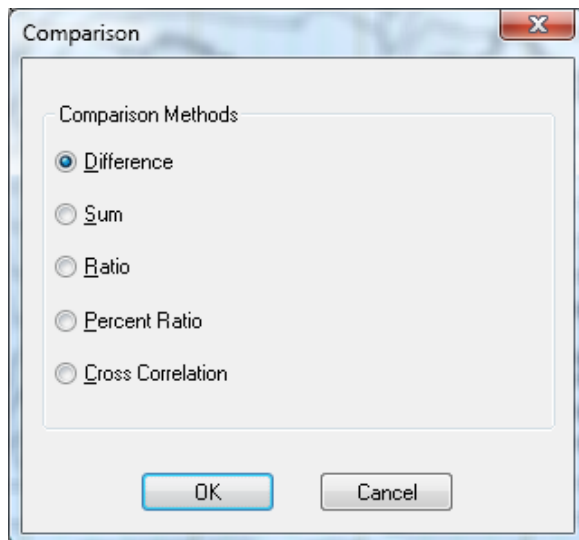 Comparison
Comparison Methods
Difference
Sum
Ratio
Percent Ratio
Cross Correlation
OK Cancel